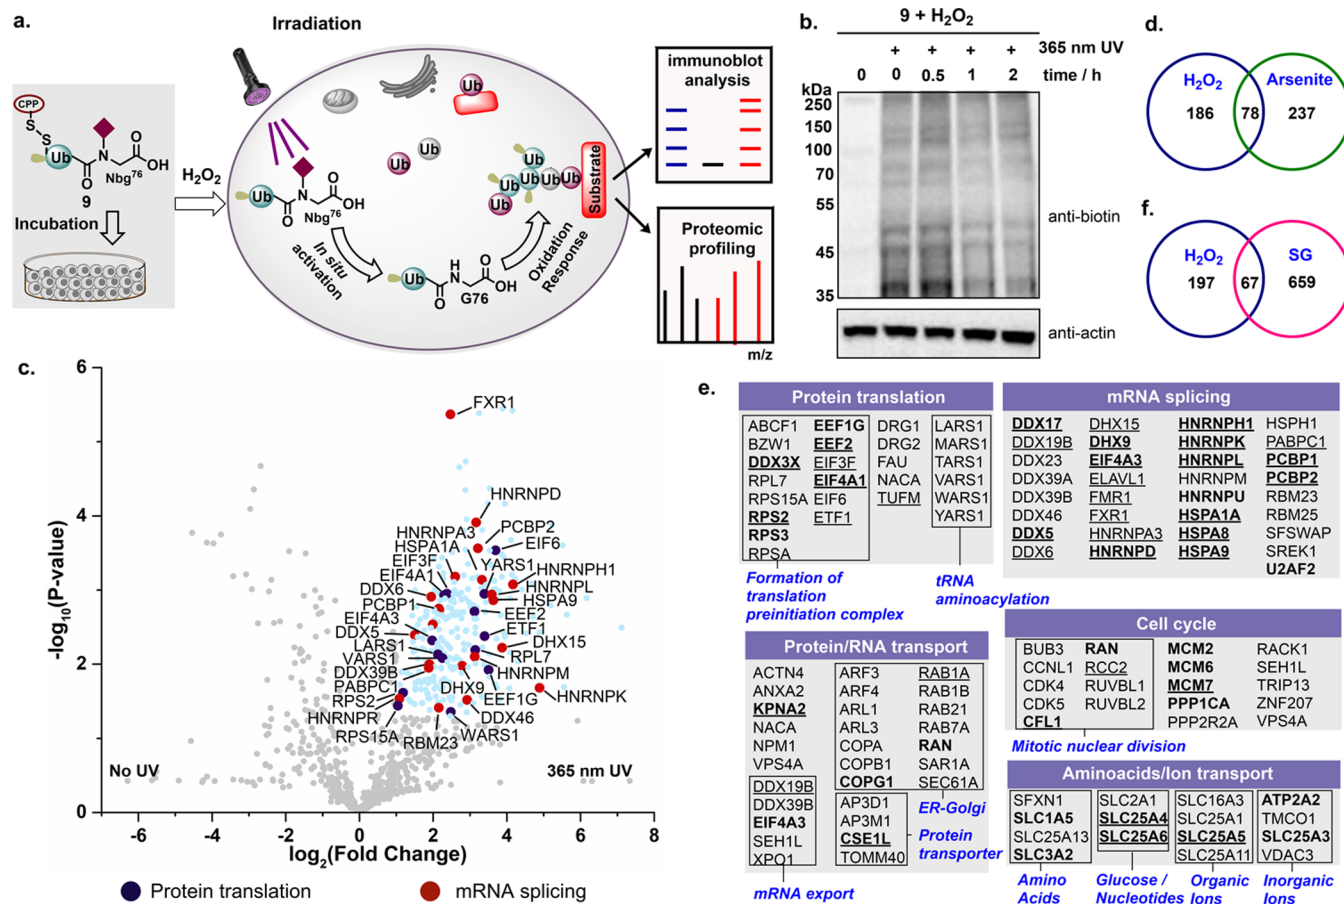 a.
Irradiation
CPP
S
S
Ub
N
OH
O
O
Nbg76
9
Incubation
H2O2
Ub
N
OH
O
O
Nbg76
In situ
activation
Ub
Ub
Ub
Ub
H
N
OH
O
O
G76
Oxidation
Response
Ub
Ub
Ub
Ub
Ub
Ub
Ub
Substrate
immunoblot
analysis
Proteomic
profiling
m/z
b.
9 + H2O2
+ + + + 365 nm UV
0 0 0.5 1 2 time / h
kDa
250
150
100
70
55
45
35
anti-biotin
anti-actin
d.
H2O2 Arsenite
186 78 237
f.
H2O2 SG
197 67 659
c.
-log10(P-value)
6
4
2
0
-6 -4 -2 0 2 4 6 8
log2(Fold Change)
No UV
365 nm UV
FXR1
HNRNPD
HNRNPA3
PCBP2
HSPA1A
EIF6
EIF3F
YARS1
EIF4A1
HNRNPH1
DDX6
HNRNPL
PCBP1
HSPA9
EIF4A3
EEF2
DDX5
ETF1
LARS1
DHX15
VARS1
RPL7
DDX39B
HNRNPM
PABPC1
DHX9
EEF1G
HNRNPK
RPS2
DDX46
HNRNPR
RPS15A
RBM23
WARS1
Protein translation
mRNA splicing
e.
Protein translation
ABCF1 EEF1G DRG1 LARS1
BZW1 EEF2 DRG2 MARS1
DDX3X EIF3F FAU TARS1
RPL7 EIF4A1 NACA VARS1
RPS15A EIF6 TUFM WARS1
RPS2 ETF1 YARS1
RPS3
RPSA
Formation of
translation
preinitiation complex
tRNA
aminoacylation
mRNA splicing
DDX17 DHX15 HNRNPH1 HSPH1
DDX19B DHX9 HNRNPK PABPC1
DDX23 EIF4A3 HNRNPL PCBP1
DDX39A ELAVL1 HNRNPM PCBP2
DDX39B FMR1 HNRNPU RBM23
DDX46 FXR1 HSPA1A RBM25
DDX5 HNRNPA3 HSPA8 SFSWAP
DDX6 HNRNPD HSPA9 SREK1
U2AF2
Protein/RNA transport
ACTN4 ARF3 RAB1A
ANXA2 ARF4 RAB1B
KPNA2 ARL1 RAB21
NACA ARL3 RAB7A
NPM1 COPA RAN
VPS4A COPB1 SAR1A
DDX19B COPG1 SEC61A
DDX39B AP3D1
EIF4A3 AP3M1
SEH1L CSE1L
XPO1 TOMM40
ER-Golgi
Protein
transporter
mRNA export
Cell cycle
BUB3 RAN MCM2 RACK1
CCNL1 RCC2 MCM6 SEH1L
CDK4 RUVBL1 MCM7 TRIP13
CDK5 RUVBL2 PPP1CA ZNF207
CFL1 PPP2R2A VPS4A
Mitotic nuclear division
Aminoacids/Ion transport
SFXN1 SLC2A1 SLC16A3 ATP2A2
SLC1A5 SLC25A4 SLC25A1 TMCO1
SLC25A13 SLC25A6 SLC25A5 SLC25A3
SLC3A2 SLC25A11 VDAC3
Amino
Acids
Glucose /
Nucleotides
Organic
Ions
Inorganic
Ions